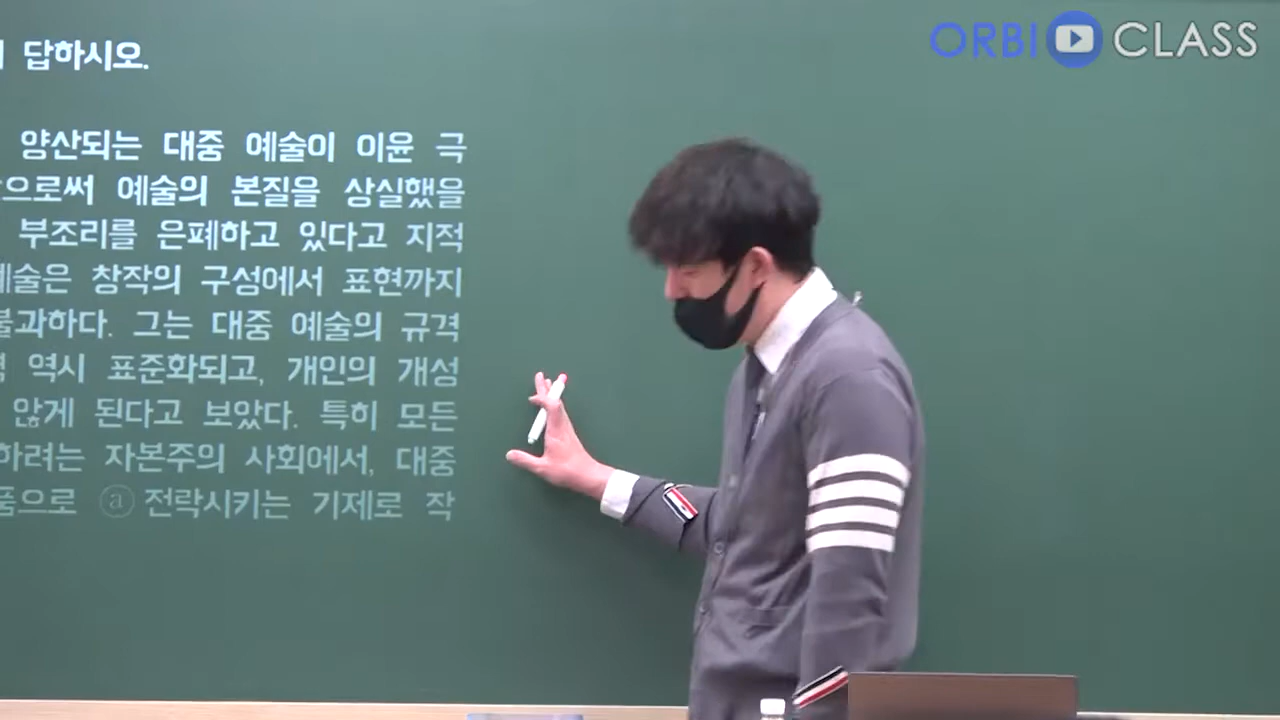 ORBI CLASS
답하시오.
양산되는 대중 예술이 이윤 극
으로써 예술의 본질을 상실했을
부조리를 은폐하고 있다고 지적
예술은 창작의 구성에서 표현까지
불과하다. 그는 대중 예술의 규격
역시 표준화되고, 개인의 개성
않게 된다고 보았다. 특히 모든
하려는 자본주의 사회에서, 대중
품으로 ⓐ 전락시키는 기제로 작